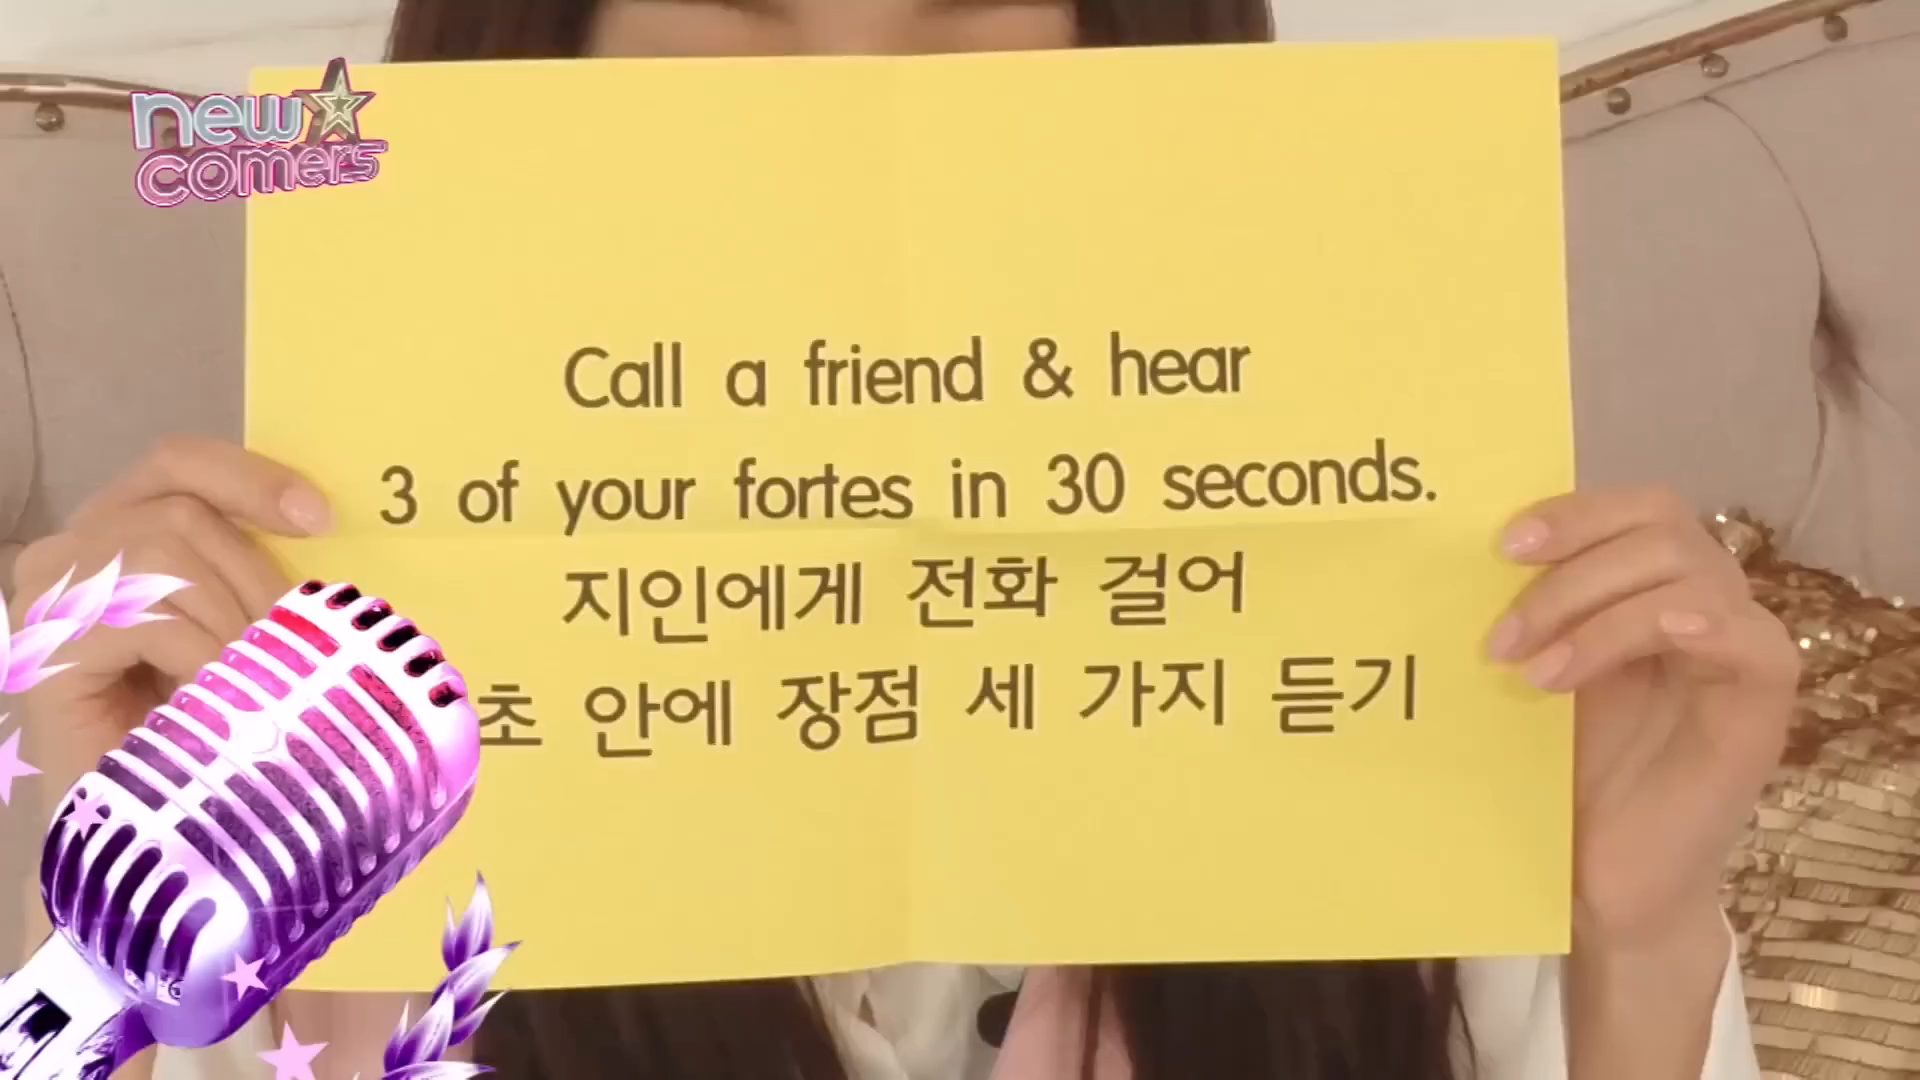 new
comers
Call a friend & hear
3 of your fortes in 30 seconds.
지인에게 전화 걸어
초 안에 장점 세 가지 듣기